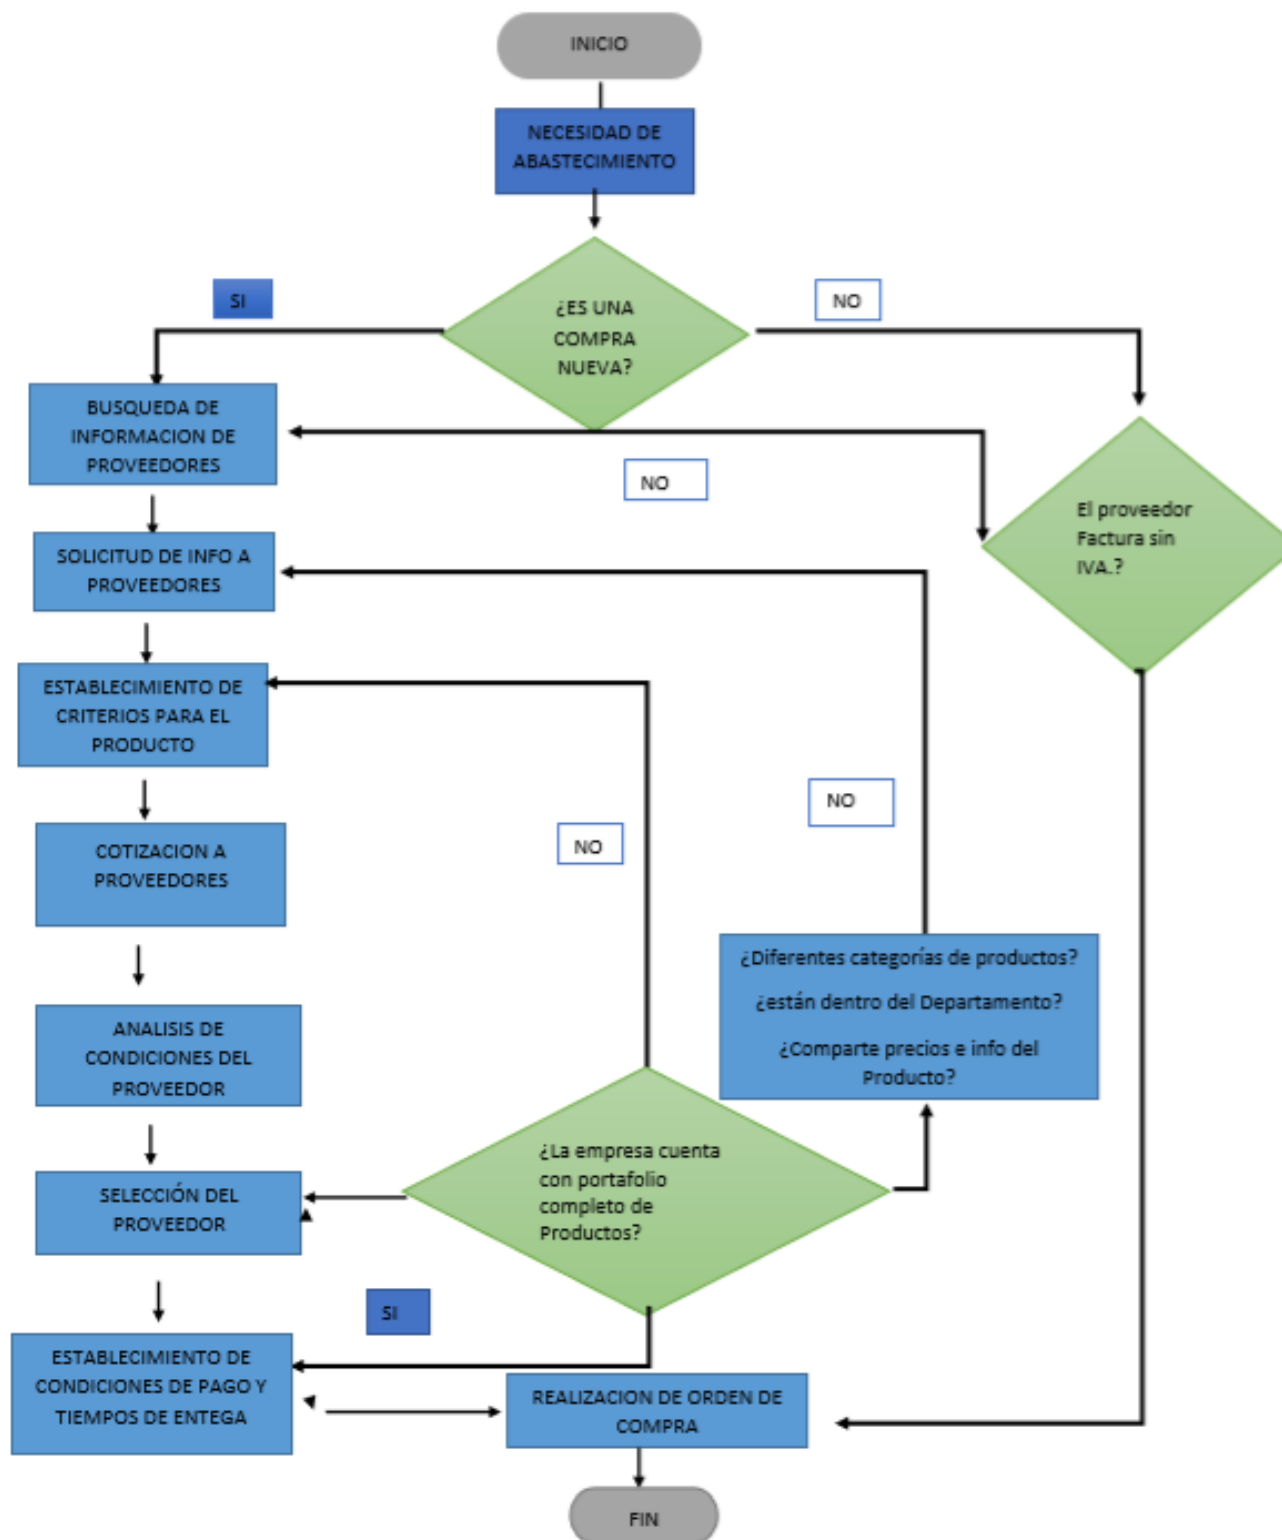 INICIO
NECESIDAD DE
ABASTECIMIENTO
SI
¿ES UNA
COMPRA
NUEVA?
NO
BUSQUEDA DE
INFORMACION DE
PROVEEDORES
NO
El proveedor
Factura sin
IVA.?
SOLICITUD DE INFO A
PROVEEDORES
ESTABLECIMIENTO DE
CRITERIOS PARA EL
PRODUCTO
NO
NO
COTIZACION A
PROVEEDORES
¿Diferentes categorías de productos?
¿están dentro del Departamento?
¿Comparte precios e info del
Producto?
ANALISIS DE
CONDICIONES DEL
PROVEEDOR
¿La empresa cuenta
con portafolio
completo de
Productos?
SELECCIÓN DEL
PROVEEDOR
SI
ESTABLECIMIENTO DE
CONDICIONES DE PAGO Y
TIEMPOS DE ENTEGA
REALIZACION DE ORDEN DE
COMPRA
FIN